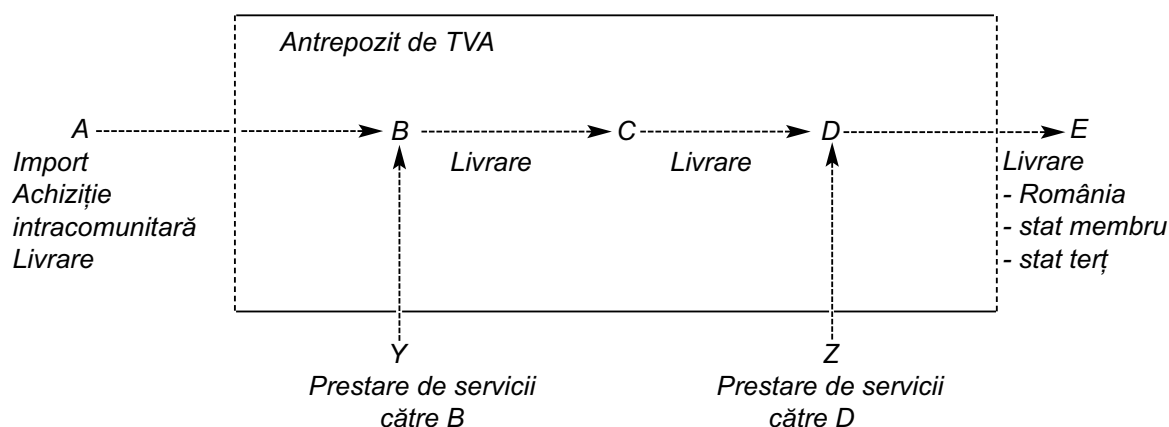 Antrepozit de TVA
A
B
C
D
E
Import
Achiziție
intracomunitară
Livrare
Livrare
Livrare
Livrare
- România
- stat membru
- stat terț
Y
Prestare de servicii
către B
Z
Prestare de servicii
către D